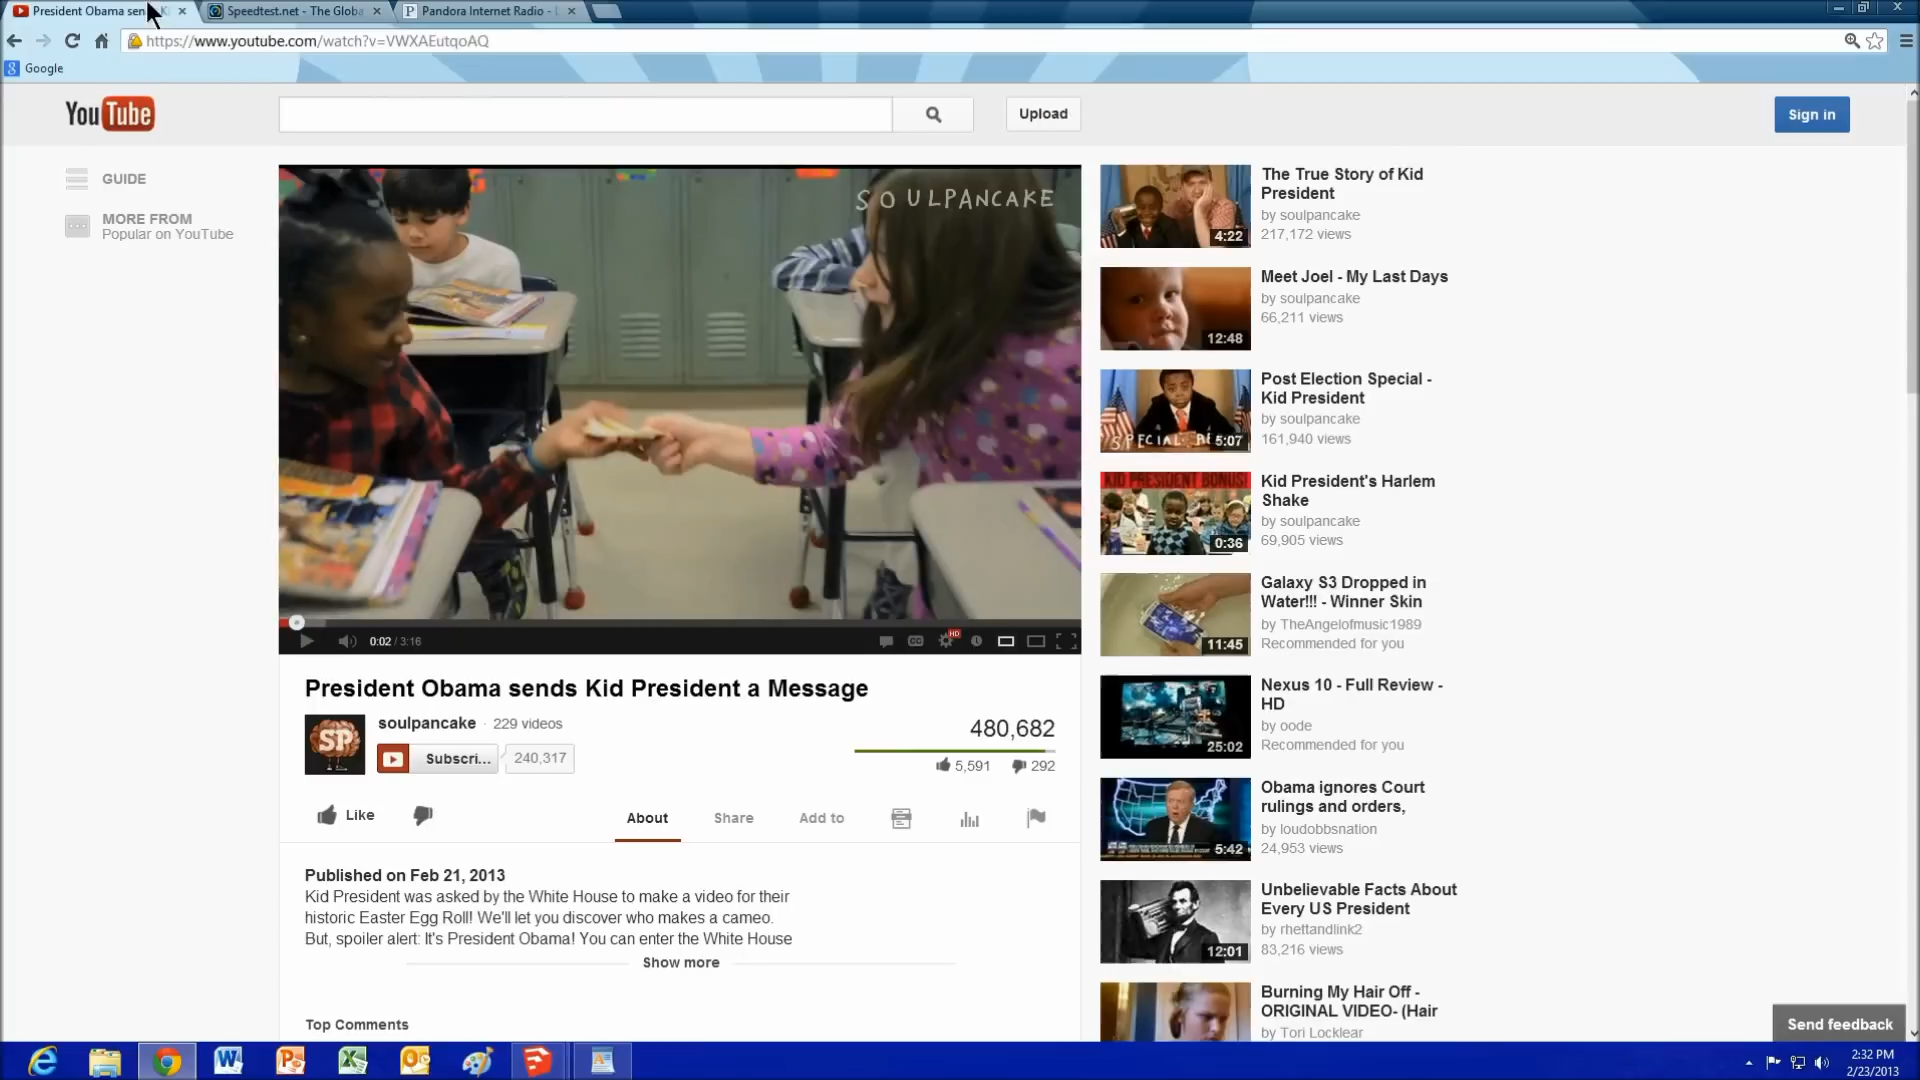 President Obama sen
Speedtest.net - The Globa
Pandora Internet Radio -
https://www.youtube.com/watch?v=VWXAEutqoAQ
Google
YouTube
Upload
Sign in
GUIDE
MORE FROM
Popular on YouTube
SOULPANCAKE
0:02 / 3:16
HD
President Obama sends Kid President a Message
SP
soulpancake · 229 videos
Subscri...
240,317
480,682
5,591
292
Like
About
Share
Add to
Published on Feb 21, 2013
Kid President was asked by the White House to make a video for their
historic Easter Egg Roll! We'll let you discover who makes a cameo.
But, spoiler alert: It's President Obama! You can enter the White House
Show more
Top Comments
4:22
The True Story of Kid
President
by soulpancake
217,172 views
12:48
Meet Joel - My Last Days
by soulpancake
66,211 views
SPECIAL
5:07
Post Election Special -
Kid President
by soulpancake
161,940 views
KID PRESIDENT BONUS!
0:36
Kid President's Harlem
Shake
by soulpancake
69,905 views
11:45
Galaxy S3 Dropped in
Water!!! - Winner Skin
by TheAngelofmusic1989
Recommended for you
25:02
Nexus 10 - Full Review -
HD
by oode
Recommended for you
5:42
Obama ignores Court
rulings and orders,
by loudobbsnation
24,953 views
12:01
Unbelievable Facts About
Every US President
by rhettandlink2
83,216 views
Burning My Hair Off -
ORIGINAL VIDEO- (Hair
by Tori Locklear
Send feedback
2:32 PM
2/23/2013